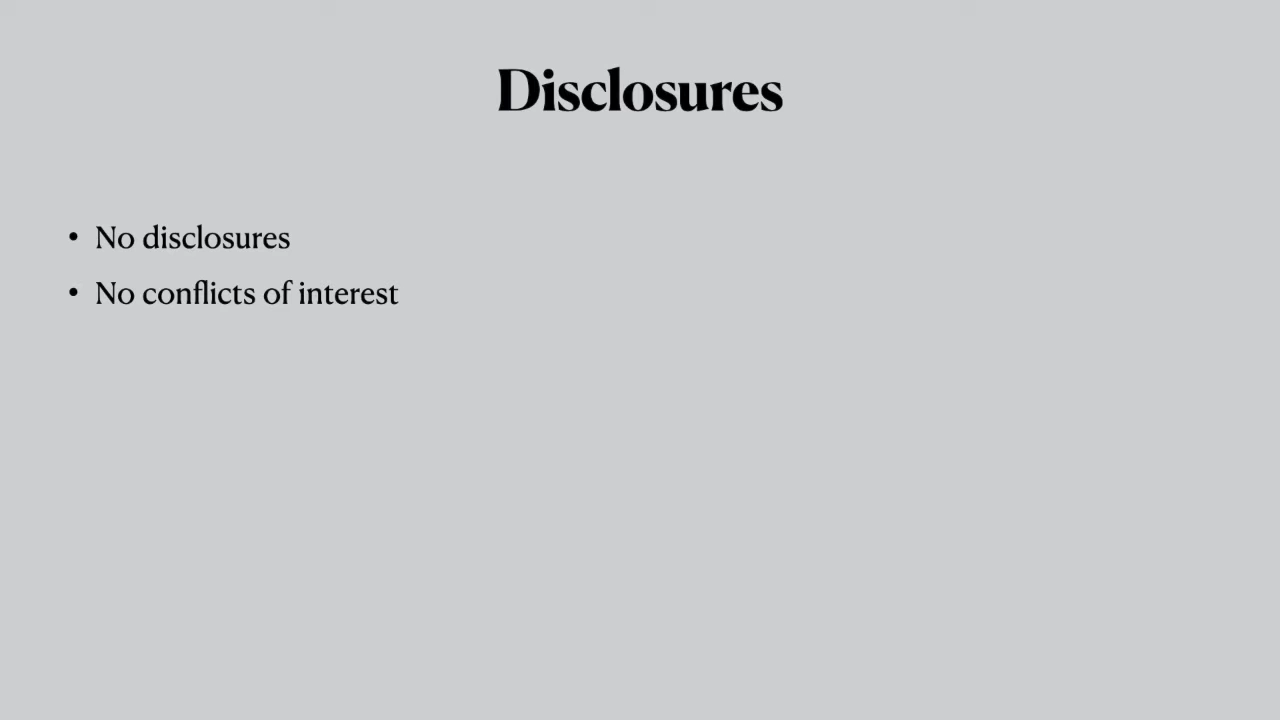 Disclosures
• No disclosures
• No conflicts of interest